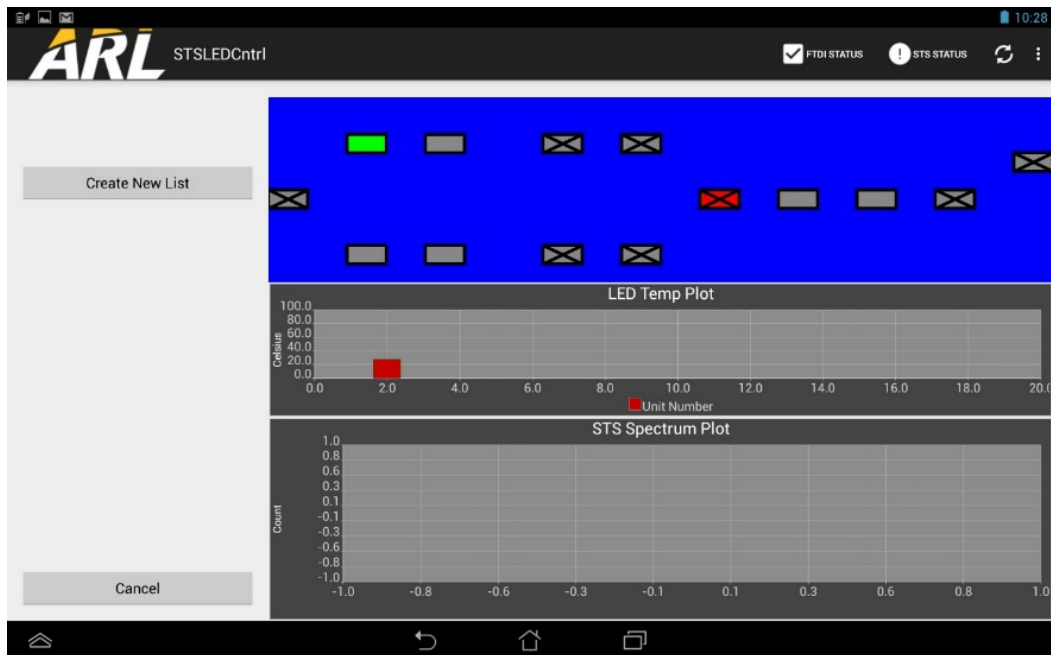 10:28
ARL STSLEDCntrl FTDI STATUS ! STS STATUS
Create New List
LED Temp Plot
100.0
80.0
60.0
40.0
20.0
0.0
Celsius
0.0 2.0 4.0 6.0 8.0 10.0 12.0 14.0 16.0 18.0 20.0
Unit Number
STS Spectrum Plot
1.0
0.8
0.6
0.3
0.1
-0.1
-0.3
-0.6
-0.8
-1.0
Count
-1.0 -0.8 -0.6 -0.3 -0.1 0.1 0.3 0.6 0.8 1.0
Cancel